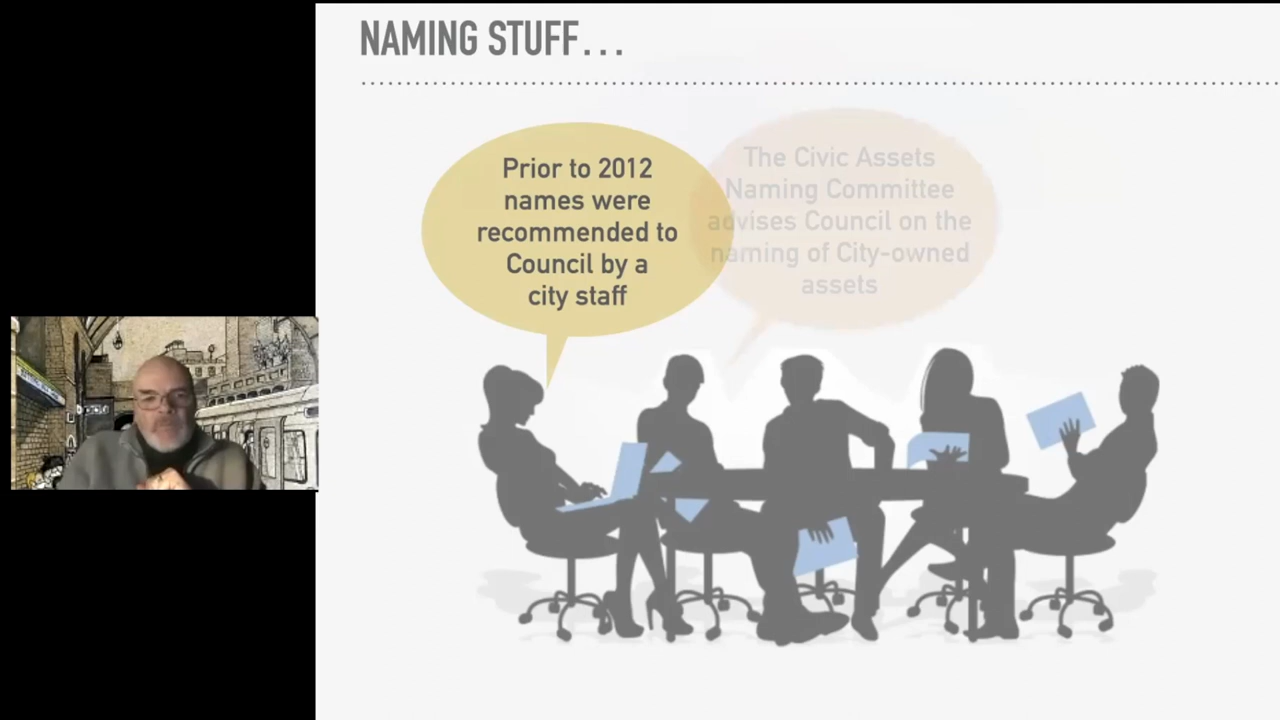 NAMING STUFF...
Prior to 2012
names were
recommended to
Council by a
city staff
The Civic Assets
Naming Committee
advises Council on the
naming of City-owned
assets